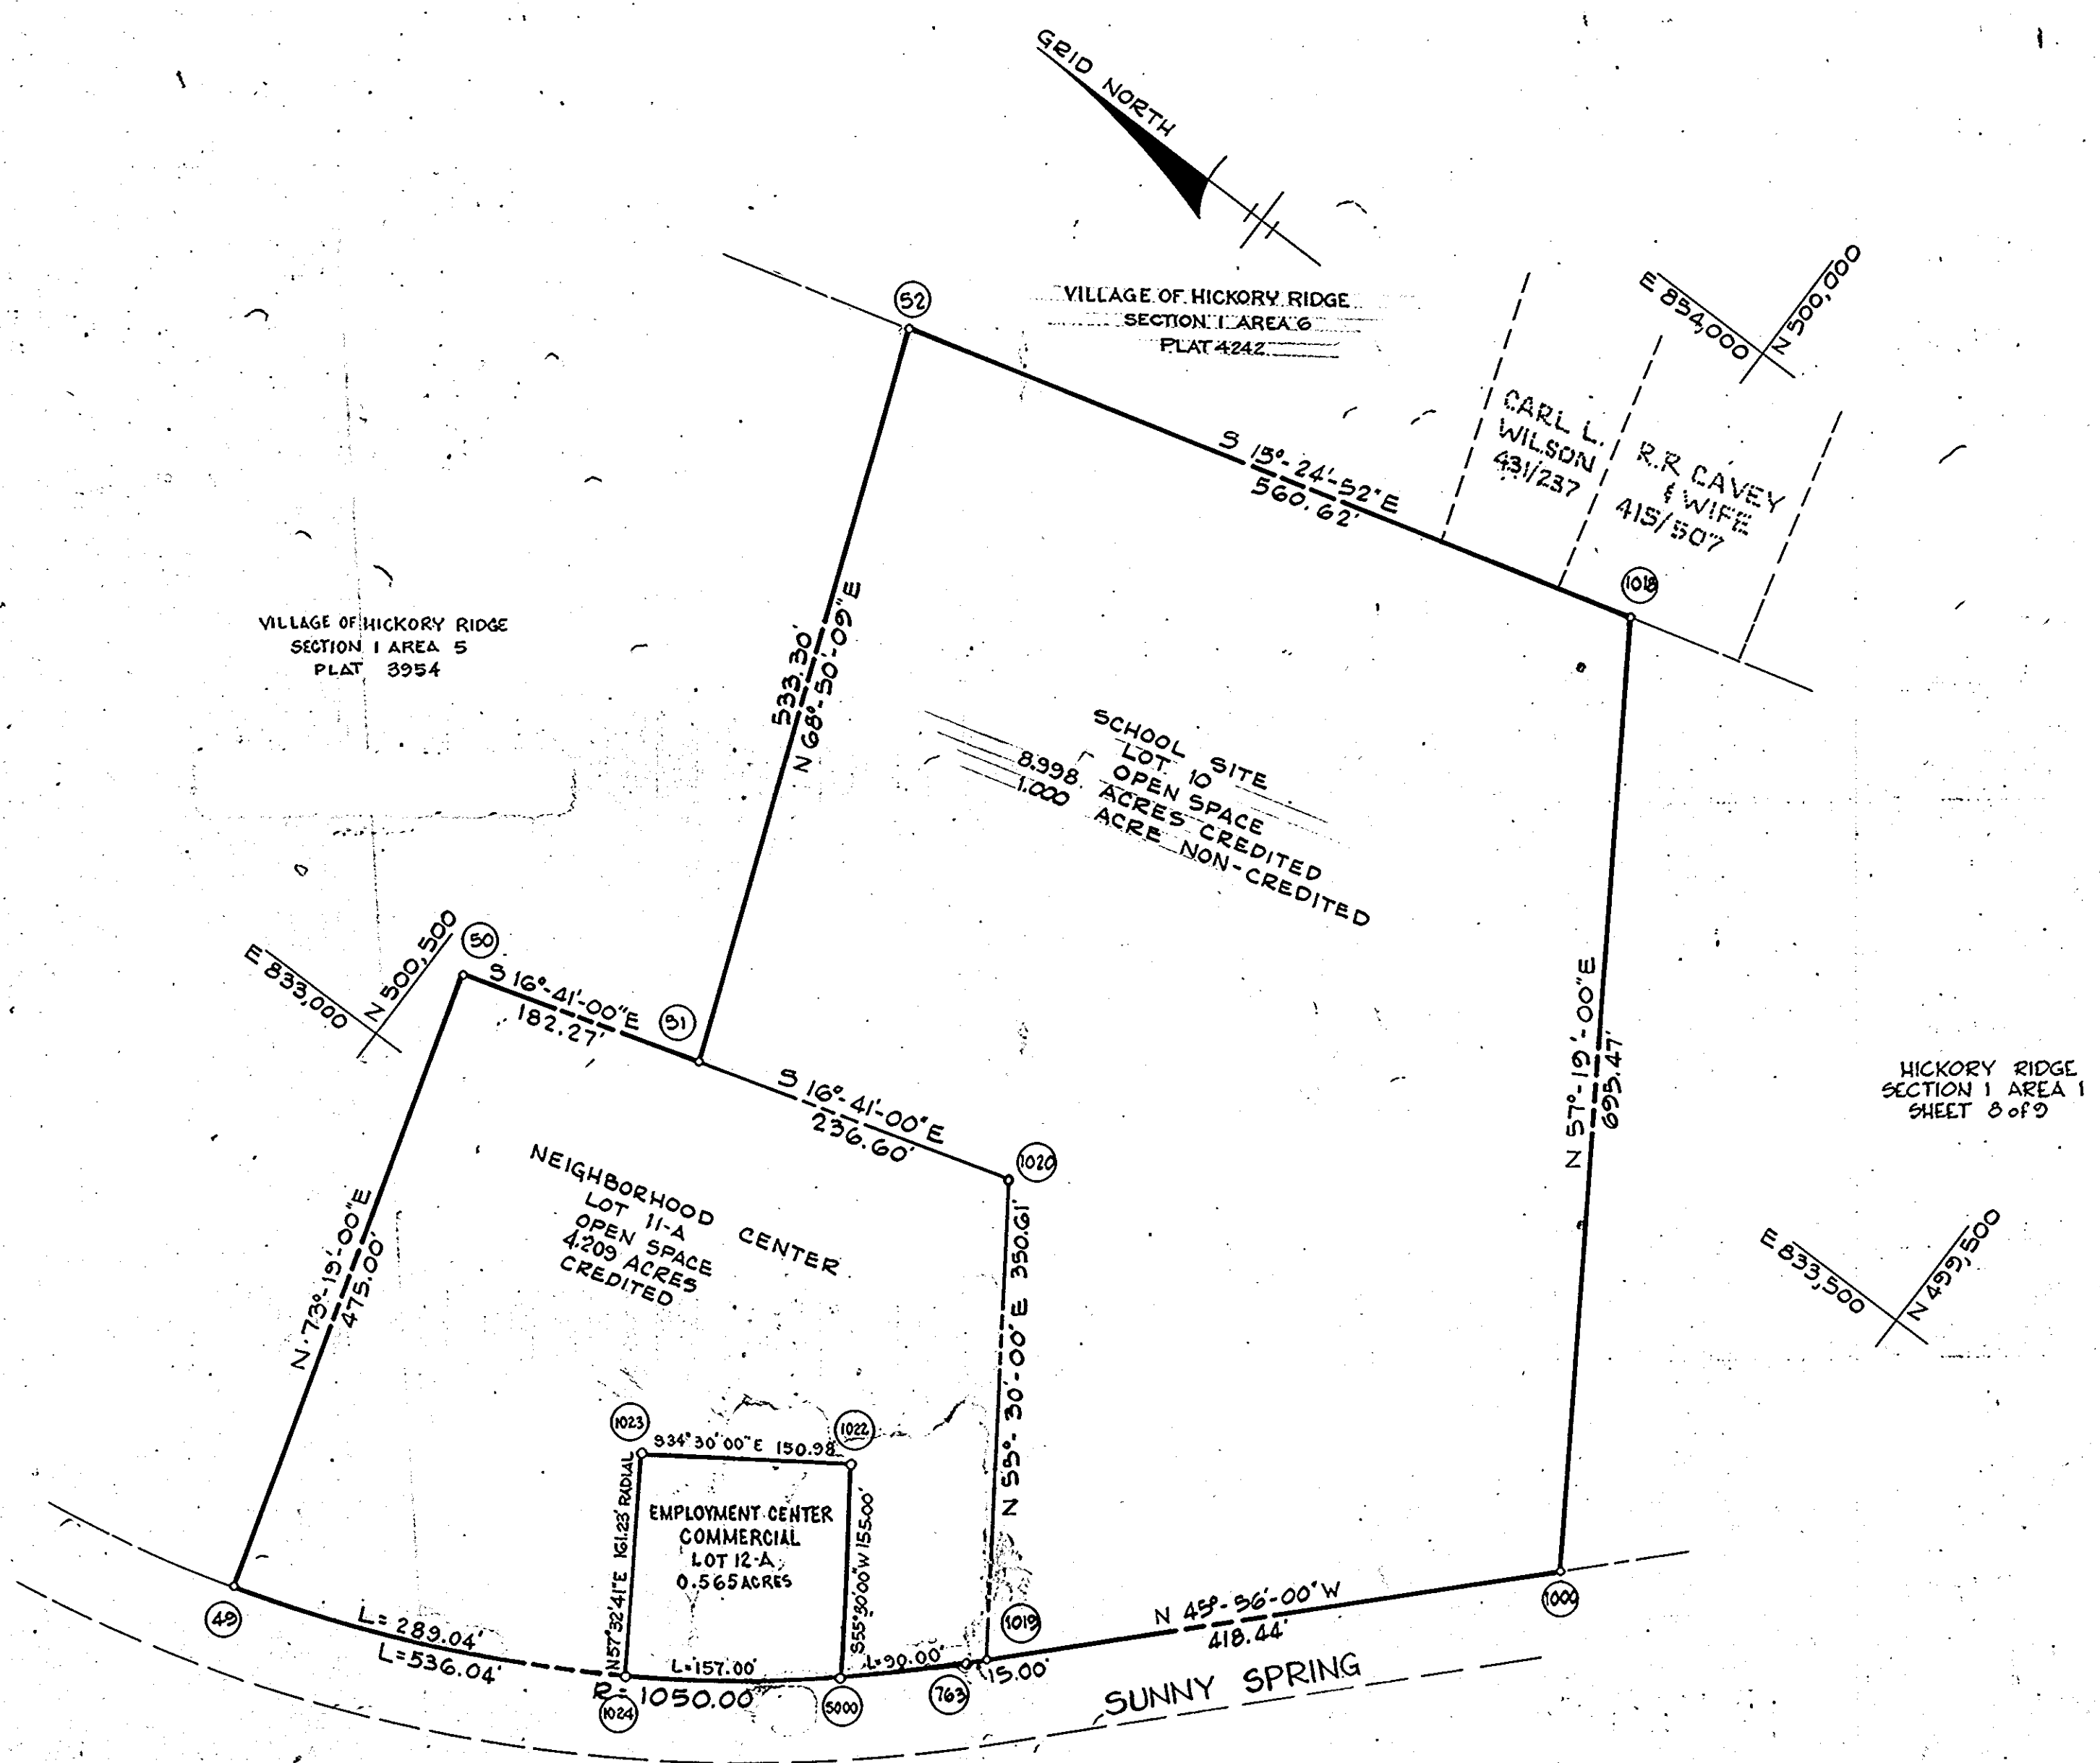 GRID NORTH
52
VILLAGE OF HICKORY RIDGE
SECTION 1 AREA 6
PLAT 4242
E 854,000
N 500,000
CARL L.
WILSON
431/237
R.R CAVEY
& WIFE
415/507
S 15°-24'-52"E
560.62'
1018
VILLAGE OF HICKORY RIDGE
SECTION 1 AREA 5
PLAT 3954
533.30'
N 68°-50'-09"E
SCHOOL SITE
LOT 10
OPEN SPACE
8.998 ACRES CREDITED
1.000 ACRE NON-CREDITED
E 833,000
N 500,500
50
S 16°-41'-00"E
182.27'
51
S 16°-41'-00"E
236.60'
1020
N 57°-19'-00"E
695.47'
HICKORY RIDGE
SECTION 1 AREA 1
SHEET 8 of 9
E 833,500
N 499,500
NEIGHBORHOOD CENTER
LOT 11-A
OPEN SPACE
4.209 ACRES
CREDITED
N 73°-19'-00"E
475.00'
N 55°-30'-00"E 350.61'
1023
S34°30'00"E 150.98'
1022
N57°32'41"E 161.23' RADIAL
EMPLOYMENT CENTER
COMMERCIAL
LOT 12-A
0.565 ACRES
S55°30'00"W 155.00'
49
L= 289.04'
L=536.04'
L=157.00'
R= 1050.00'
1024
5000
L=90.00'
763
15.00'
1019
N 45°-56'-00"W
418.44'
1000
SUNNY SPRING